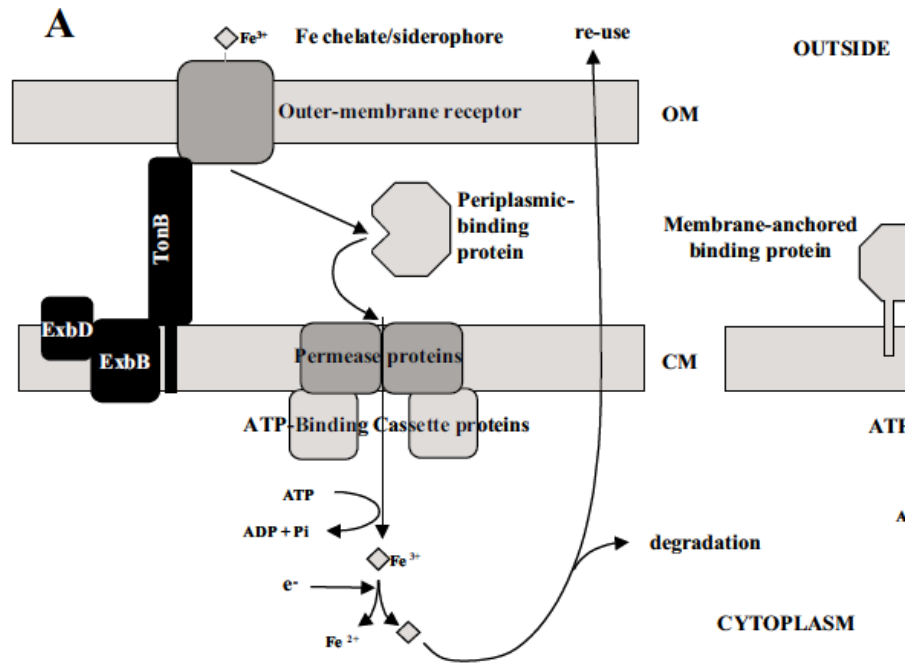 A
Fe³⁺
Fe chelate/siderophore
re-use
OUTSIDE
Outer-membrane receptor
OM
TonB
Periplasmic-
binding
protein
Membrane-anchored
binding protein
ExbD
ExbB
Permease proteins
CM
ATP-Binding Cassette proteins
ATP
ATP
ADP + Pi
A
Fe ³⁺
degradation
e⁻
Fe ²⁺
CYTOPLASM